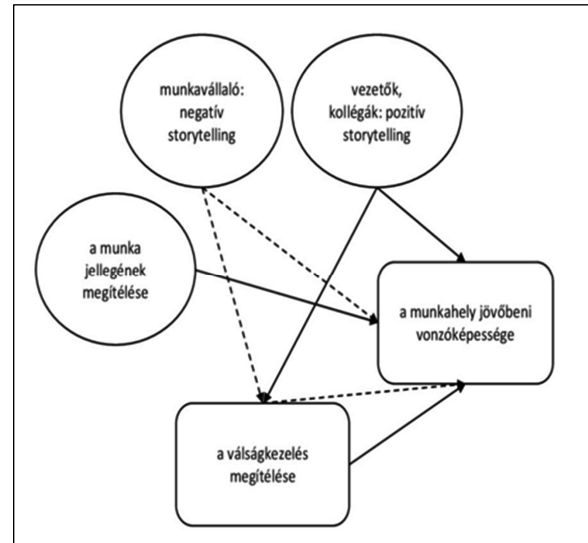 munkavállaló:
negatív
storytelling
vezetők,
kollégák: pozitív
storytelling
a munka
jellegének
megítélése
a munkahely jövőbeni
vonzóképessége
a válságkezelés
megítélése